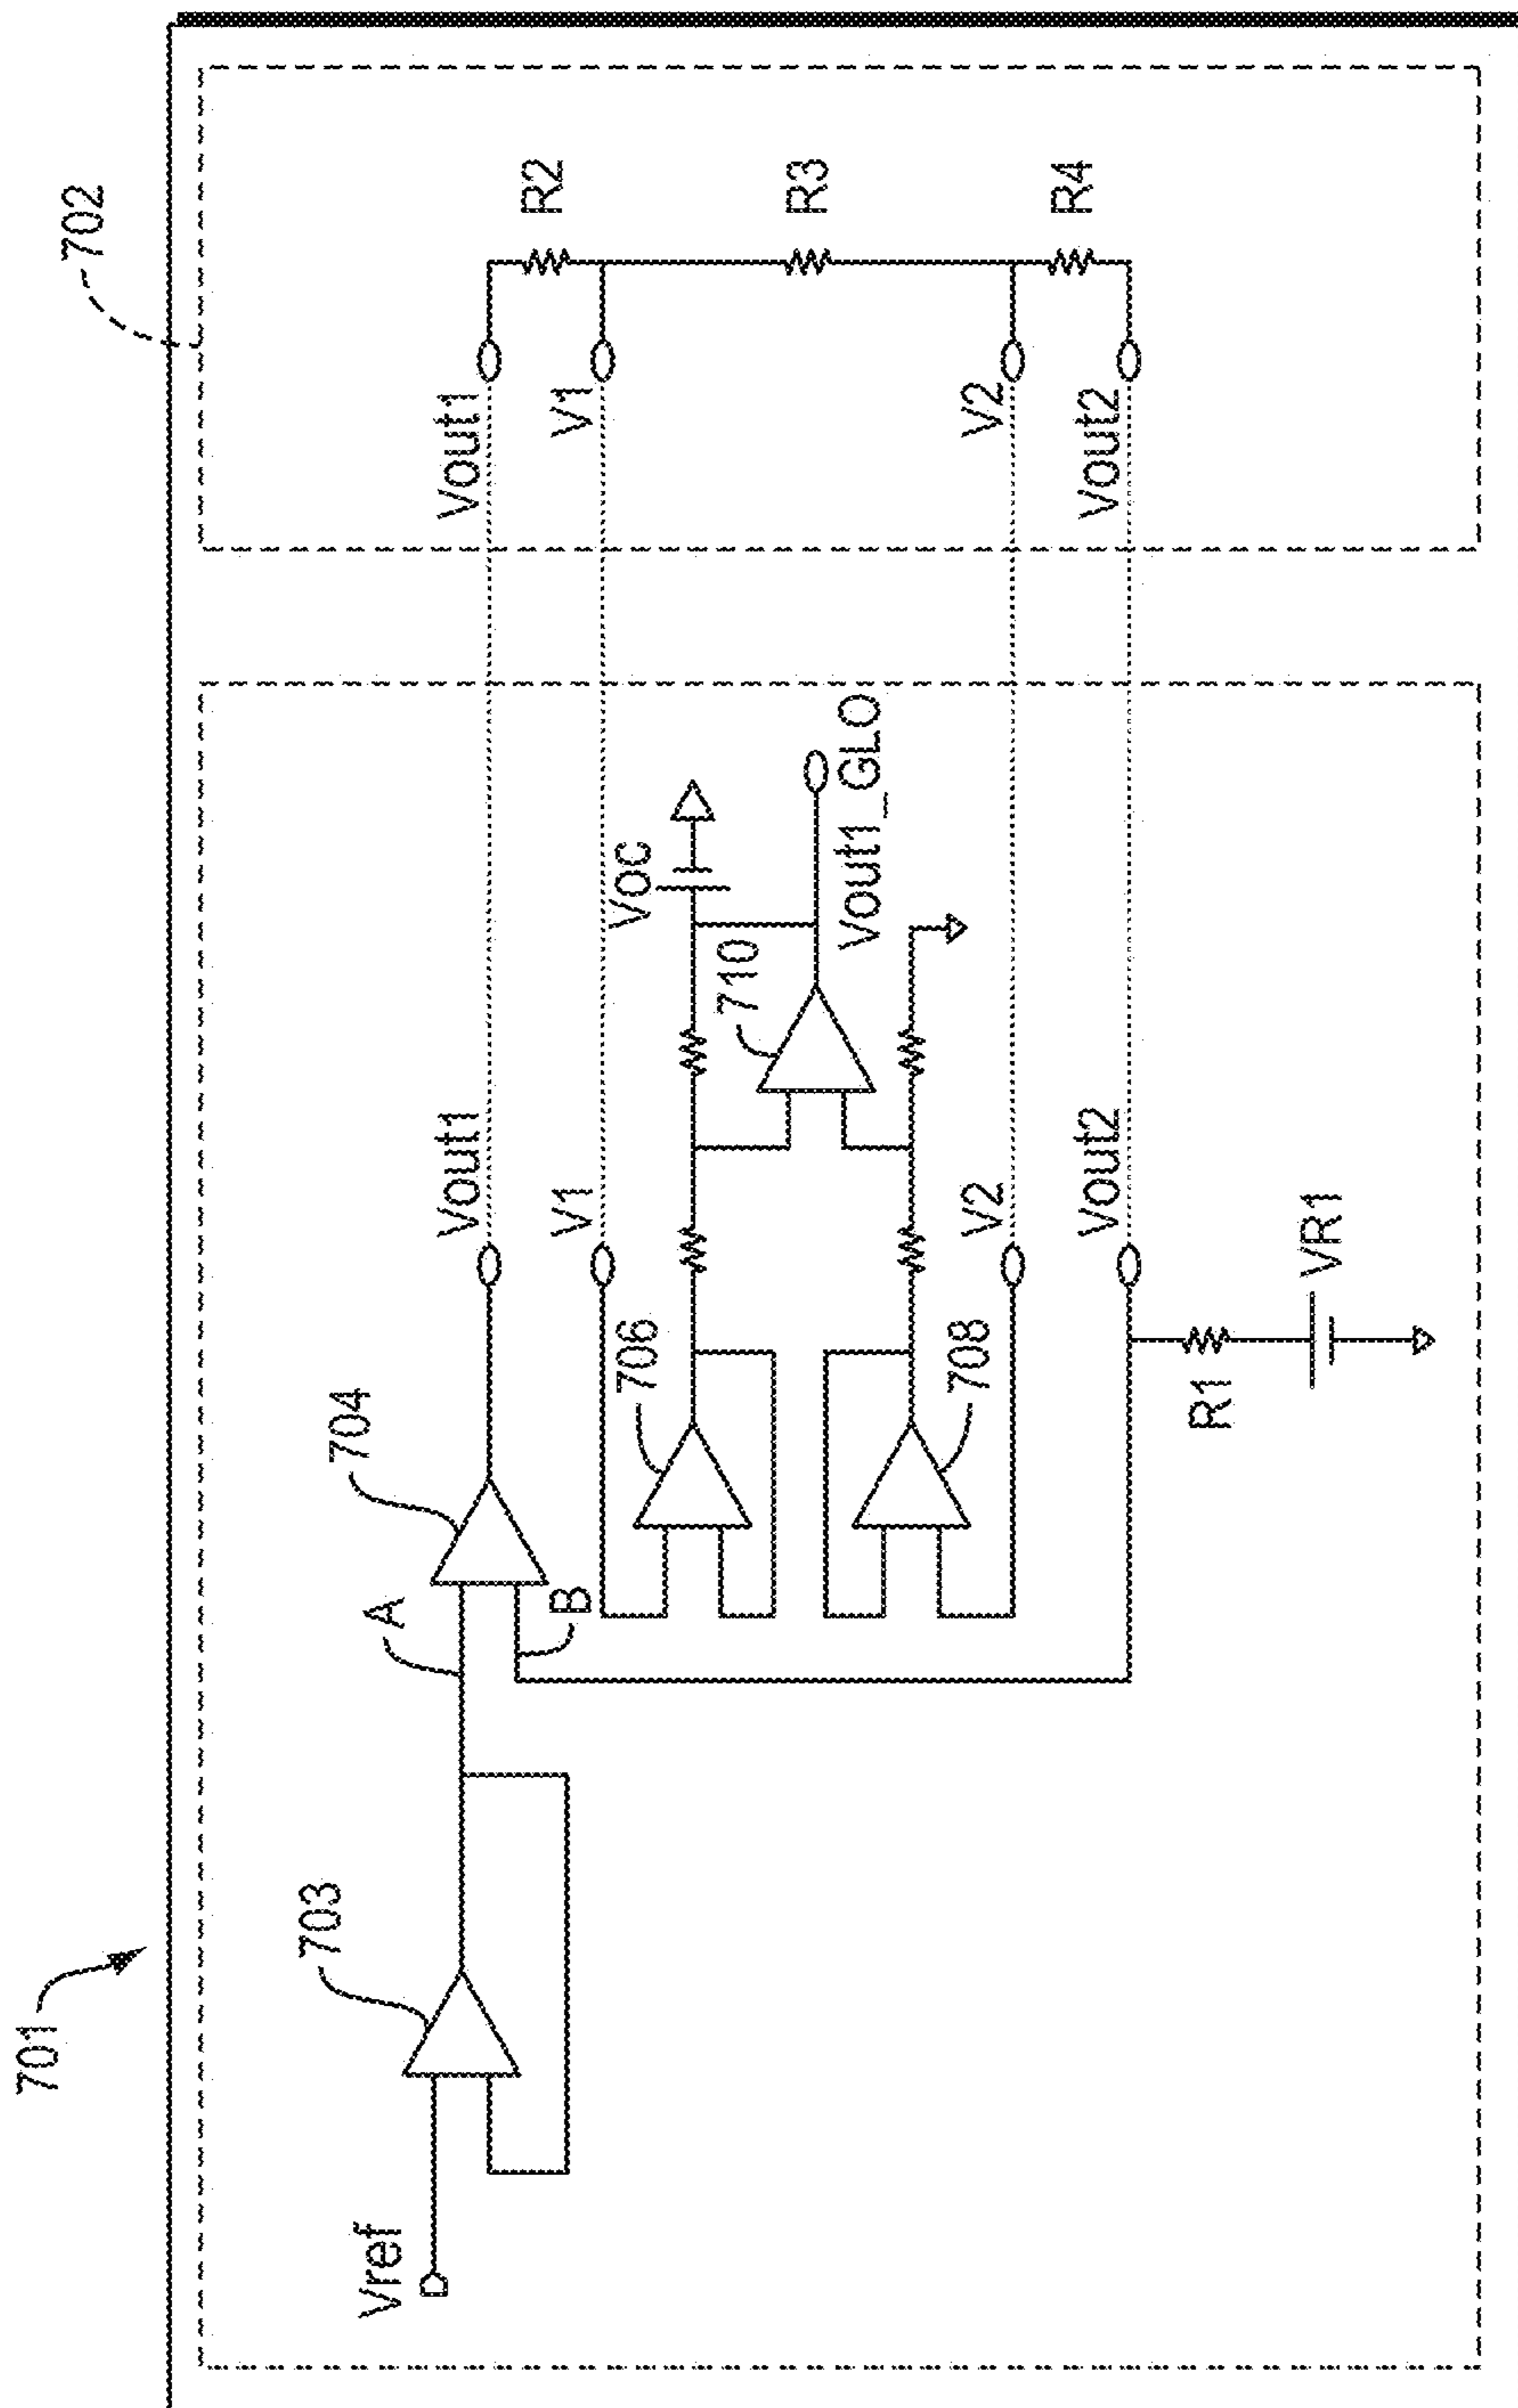 701
702
Vref
703
A
704
B
Vout1
Vout1
R2
V1
V1
706
Voc
710
Vout1_GLO
R3
708
V2
V2
R4
Vout2
Vout2
R1
VR1